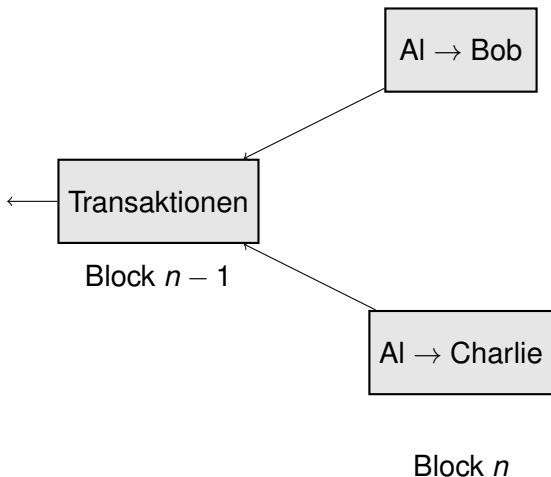 Al → Bob
Transaktionen
Block n − 1
Al → Charlie
Block n